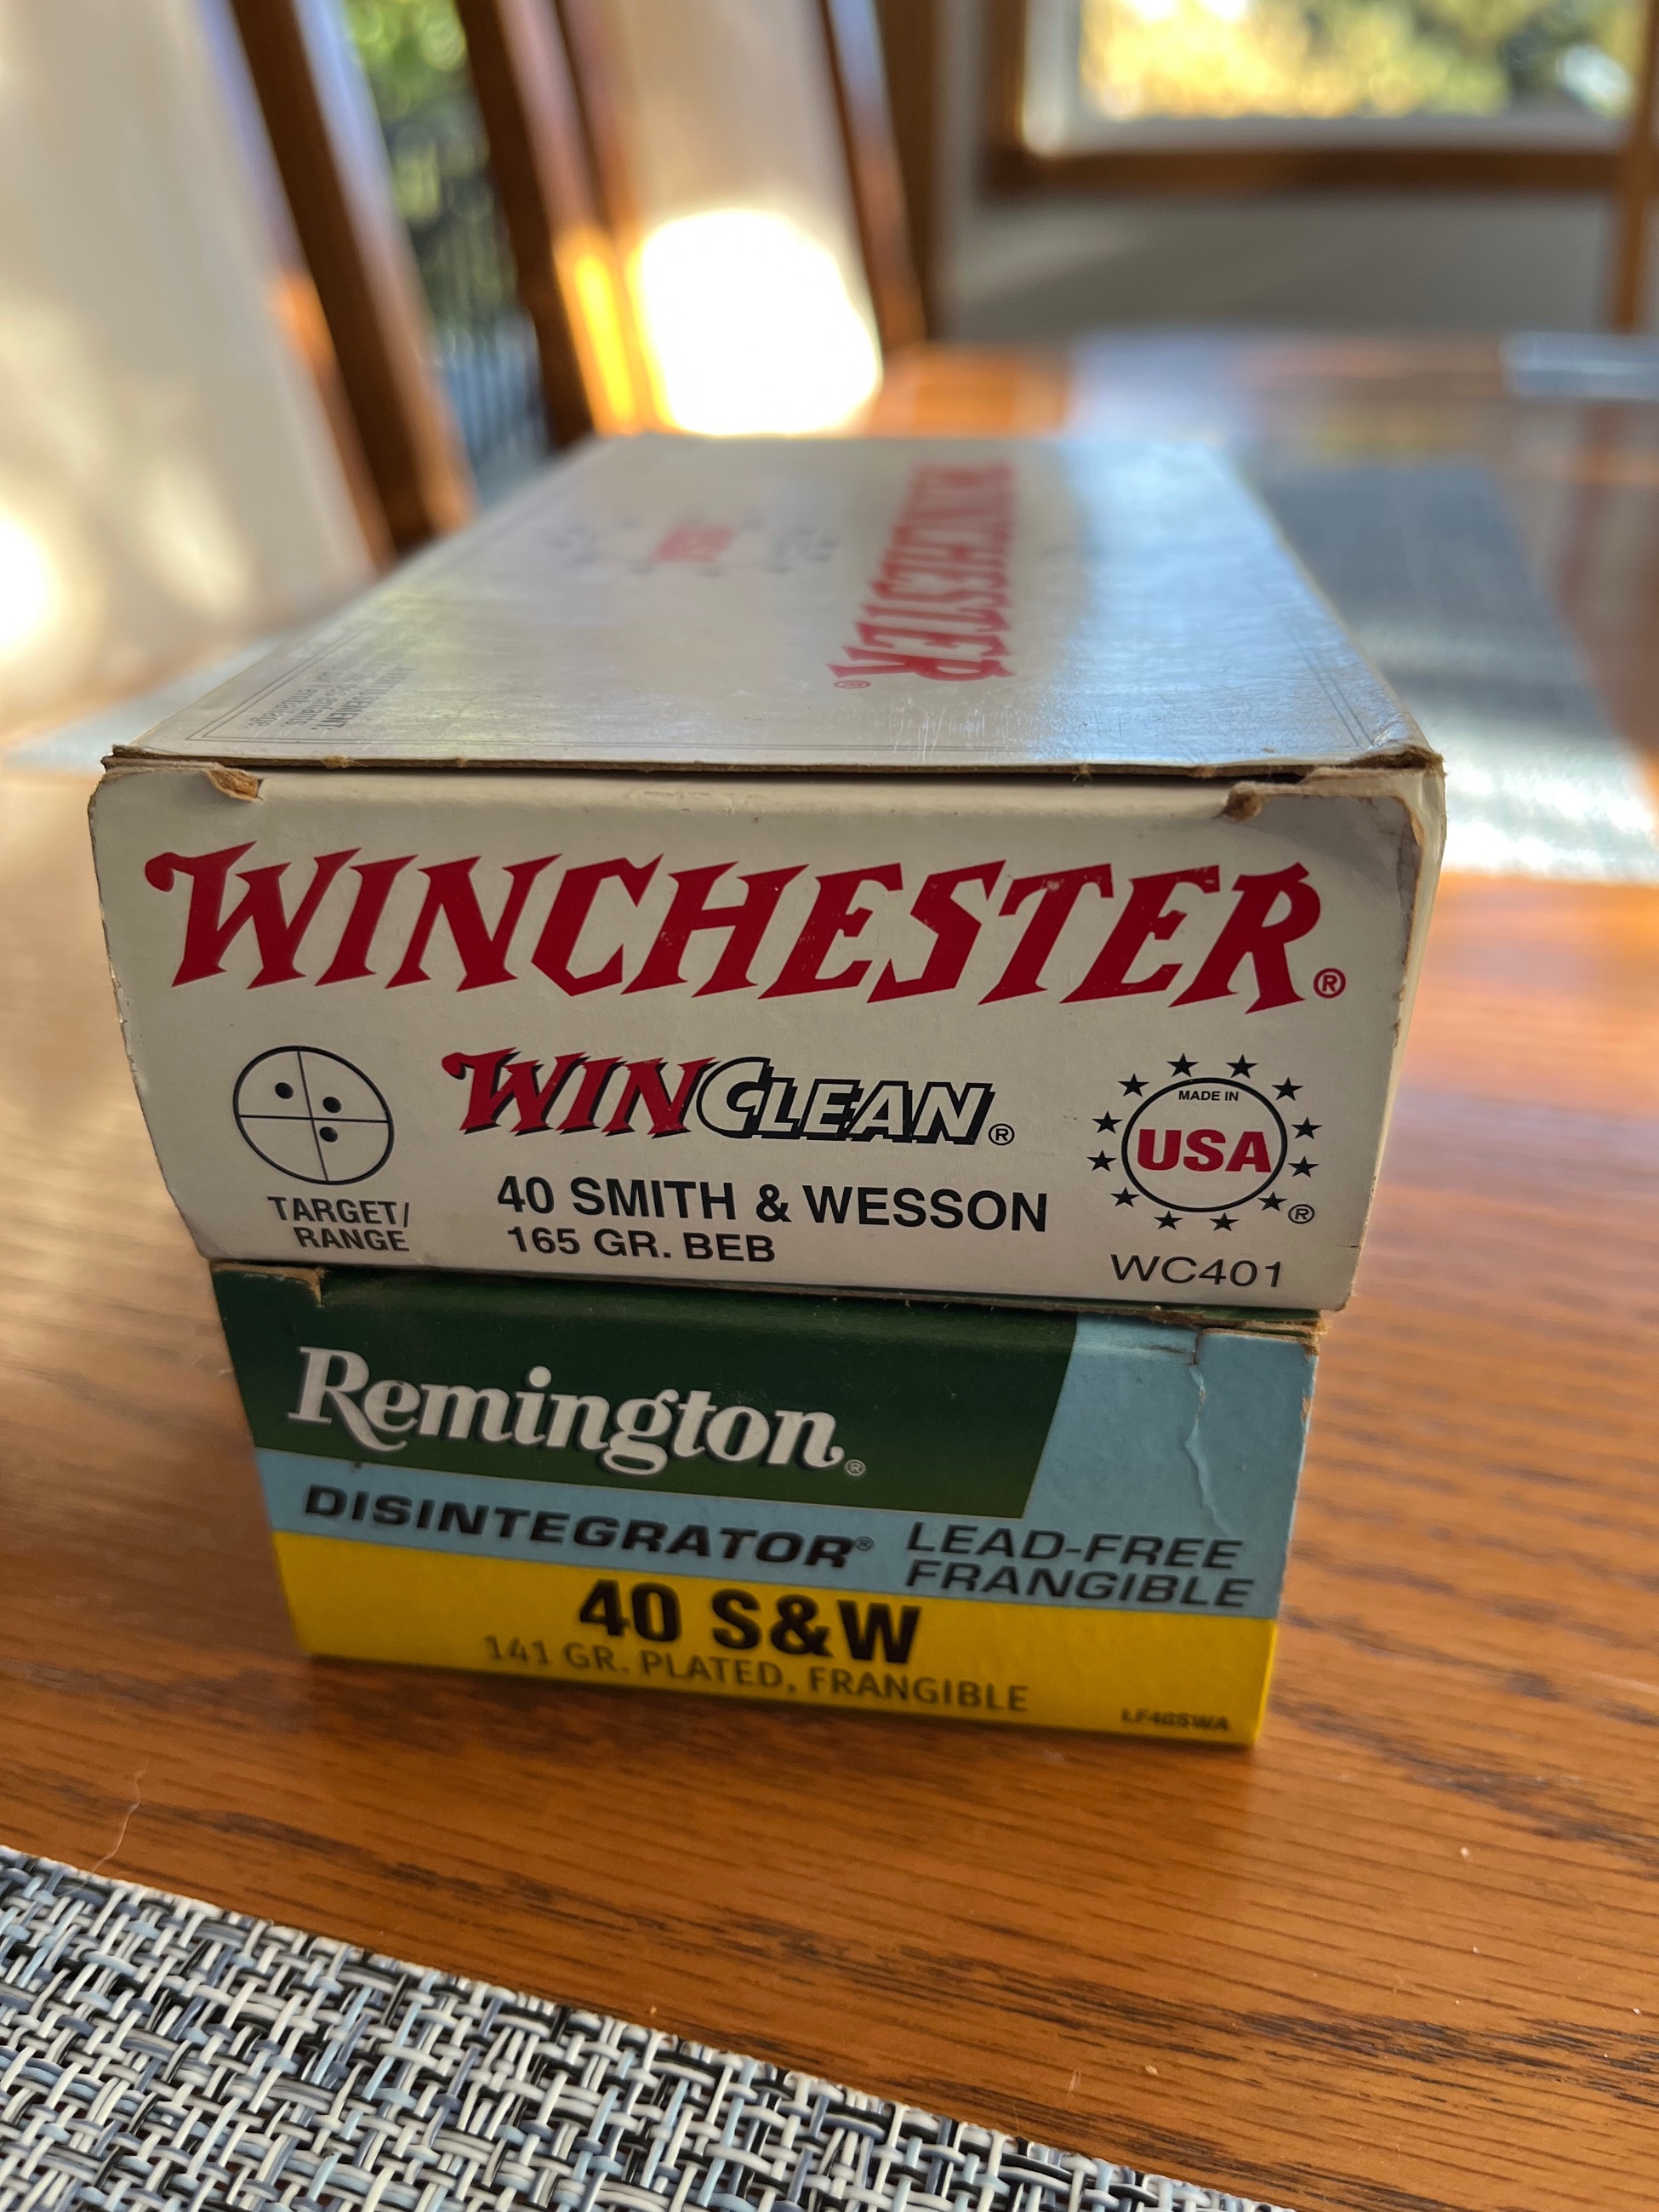 WINCHESTER®
WINCHESTER®
WINCLEAN®
TARGET/
RANGE
40 SMITH & WESSON
165 GR. BEB
MADE IN
USA
®
WC401
Remington®
DISINTEGRATOR®
LEAD-FREE
FRANGIBLE
40 S&W
141 GR. PLATED, FRANGIBLE
LF40SWA